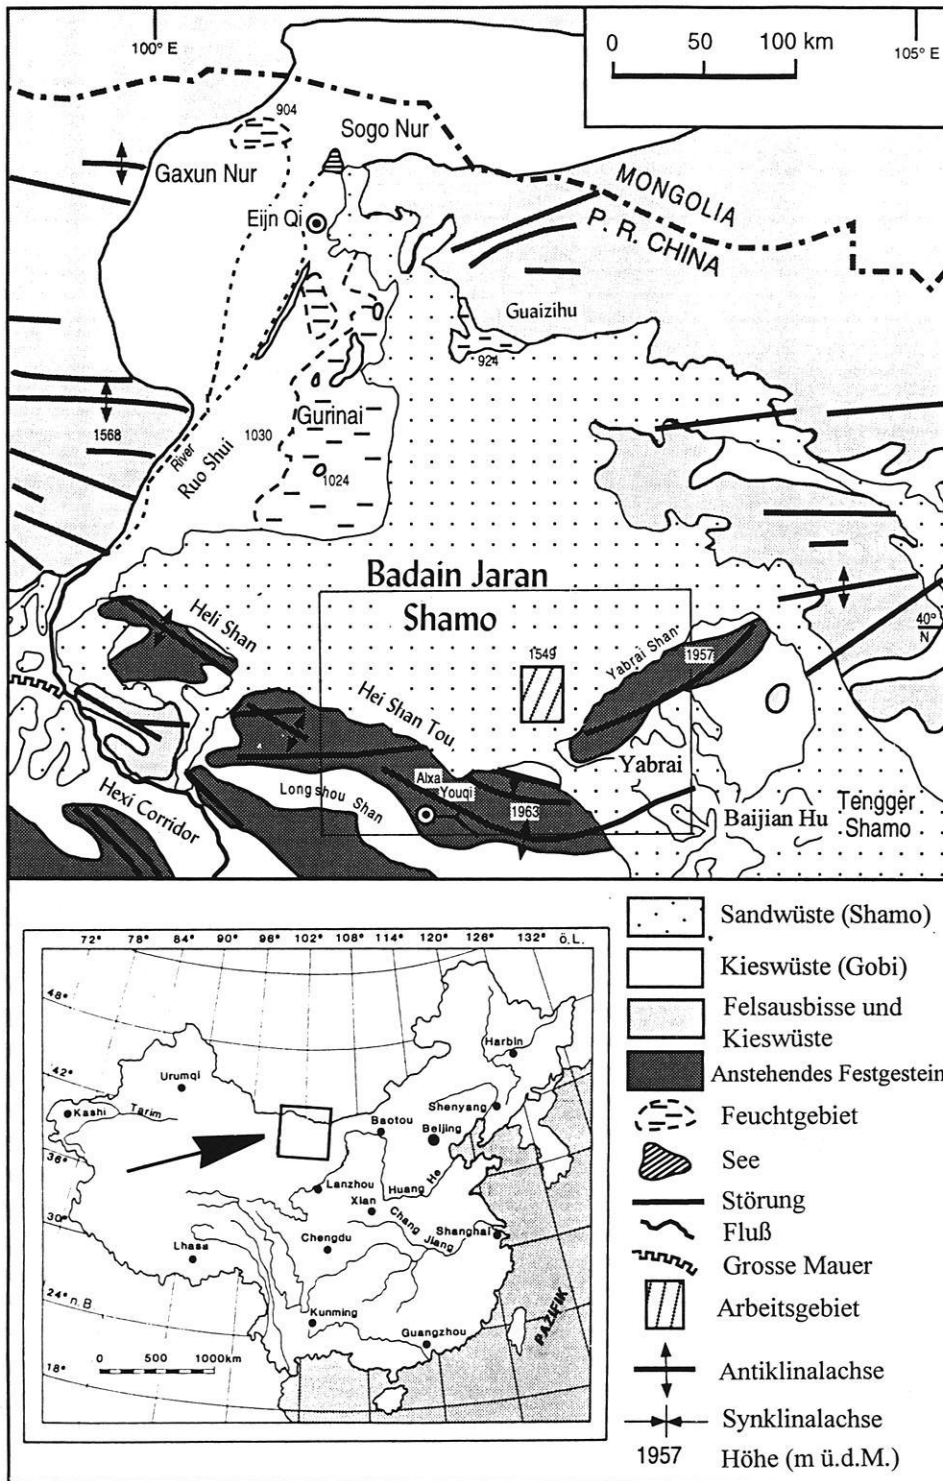 100° E
0 50 100 km
105° E
904
Sogo Nur
Gaxun Nur
MONGOLIA
P. R. CHINA
Eijn Qi
Guaizihu
924
1568
Gurinai
1030
River
Ruo Shui
1024
Badain Jaran
Shamo
Heli Shan
40°
N
1549
Yabrai Shan
1957
Hei Shan Tou
Yabrai
Alxa
Youqi
Longshou Shan
1963
Hexi Corridor
Baijian Hu
Tengger
Shamo
72° 78° 84° 90° 96° 102° 108° 114° 120° 126° 132° ö.L.
48°
42°
36°
30°
24° n.B
18°
Harbin
Urumqi
Shenyang
Kashi
Tarim
Baotou
Beijing
Lanzhou
Huang He
Xian
Chang Jiang
Shanghai
Chengdu
Lhasa
Kunming
Guangzhou
PAZIFIK
0 500 1000km
Sandwüste (Shamo)
Kieswüste (Gobi)
Felsausbisse und
Kieswüste
Anstehendes Festgestein
Feuchtgebiet
See
Störung
Fluß
Grosse Mauer
Arbeitsgebiet
Antiklinalachse
Synklinalachse
1957 Höhe (m ü.d.M.)